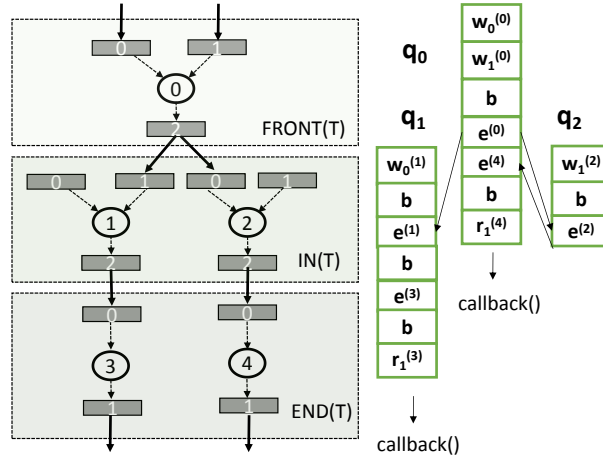 0 1
0
2
FRONT(T)
0 1 0 1
1 2
2 2
IN(T)
0 0
3 4
1 1
END(T)
q0
w0(0)
w1(0)
b
e(0)
e(4)
b
r1(4)
callback()
q1
w0(1)
b
e(1)
b
e(3)
b
r1(3)
callback()
q2
w1(2)
b
e(2)